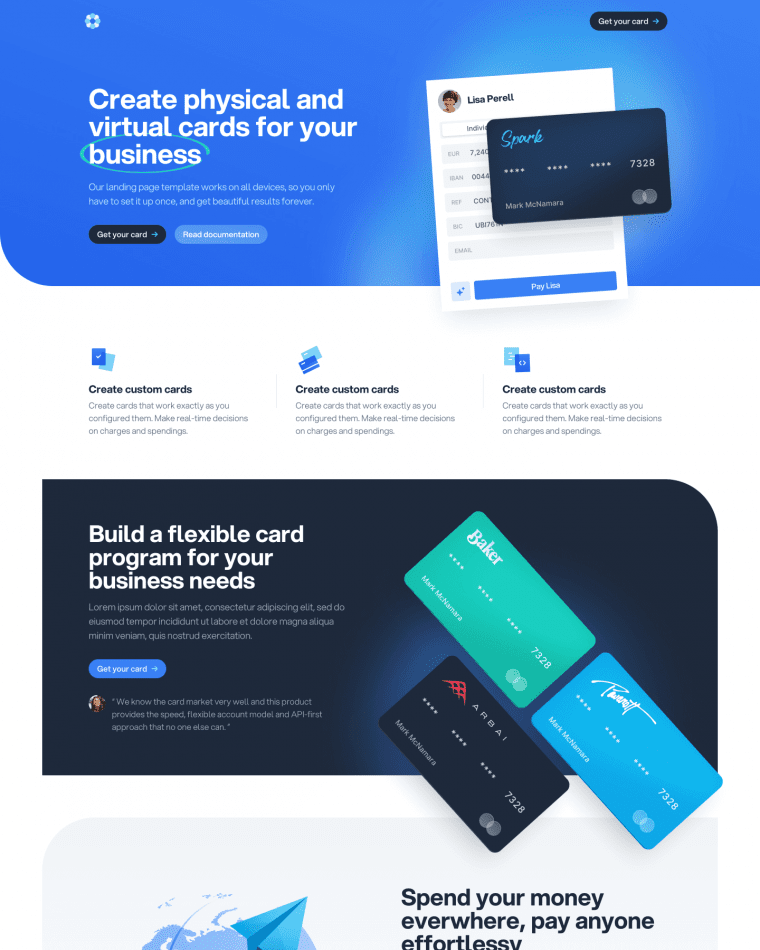 Get your card →
Create physical and
virtual cards for your
business
Our landing page template works on all devices, so you only
have to set it up once, and get beautiful results forever.
Get your card →
Read documentation
Lisa Perell
EUR 7,240
IBAN 0044
REF
BIC
EMAIL
Pay Lisa
Spark
**** **** **** 7328
Mark McNamara
Create custom cards
Create cards that work exactly as you
configured them. Make real-time decisions
on charges and spendings.
Create custom cards
Create cards that work exactly as you
configured them. Make real-time decisions
on charges and spendings.
Create custom cards
Create cards that work exactly as you
configured them. Make real-time decisions
on charges and spendings.
Build a flexible card
program for your
business needs
Lorem ipsum dolor sit amet, consectetur adipiscing elit, sed do
eiusmod tempor incididunt ut labore et dolore magna aliqua
minim veniam, quis nostrud exercitation.
Get your card →
“ We know the card market very well and this product
provides the speed, flexible account model and API-first
approach that no one else can. ”
Baker
**** **** **** 7328
Mark McNamara
ARBAI
**** **** **** 7328
Mark McNamara
**** **** **** 7328
Mark McNamara
Spend your money
everwhere, pay anyone
effortlessy